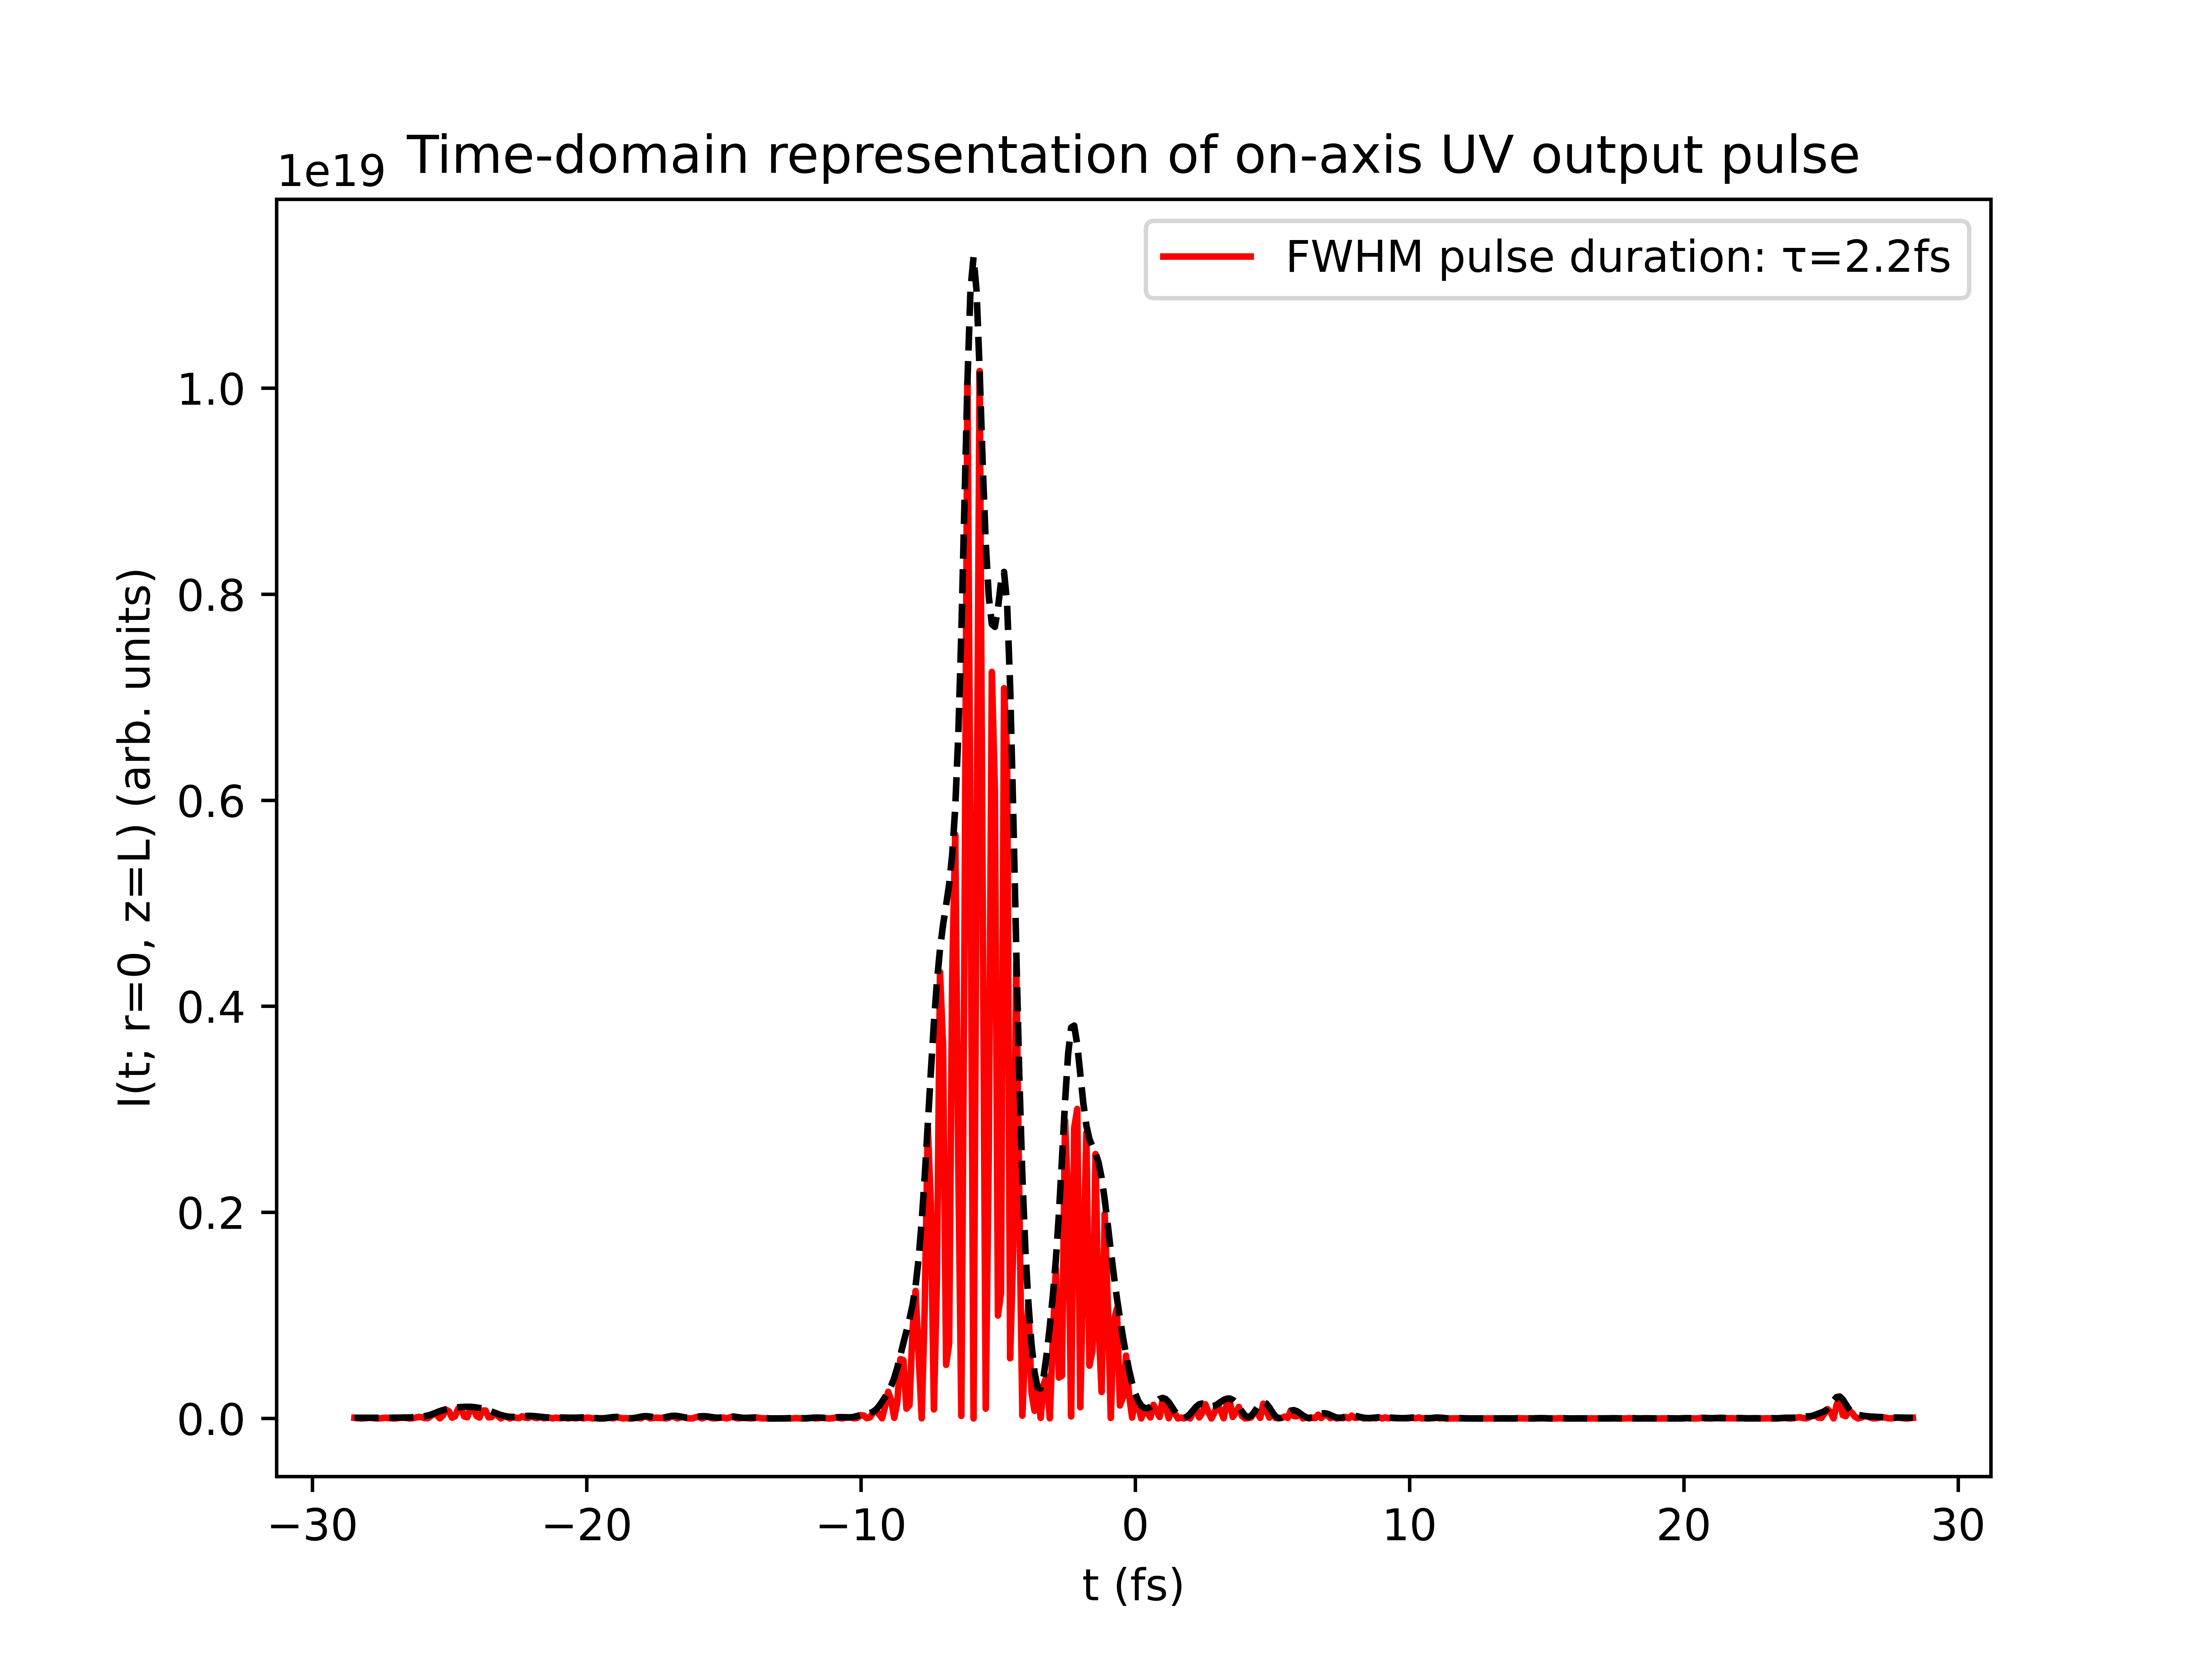 Time-domain representation of on-axis UV output pulse
1e19
FWHM pulse duration: τ=2.2fs
I(t; r=0, z=L) (arb. units)
1.0
0.8
0.6
0.4
0.2
0.0
−30 −20 −10 0 10 20 30
t (fs)